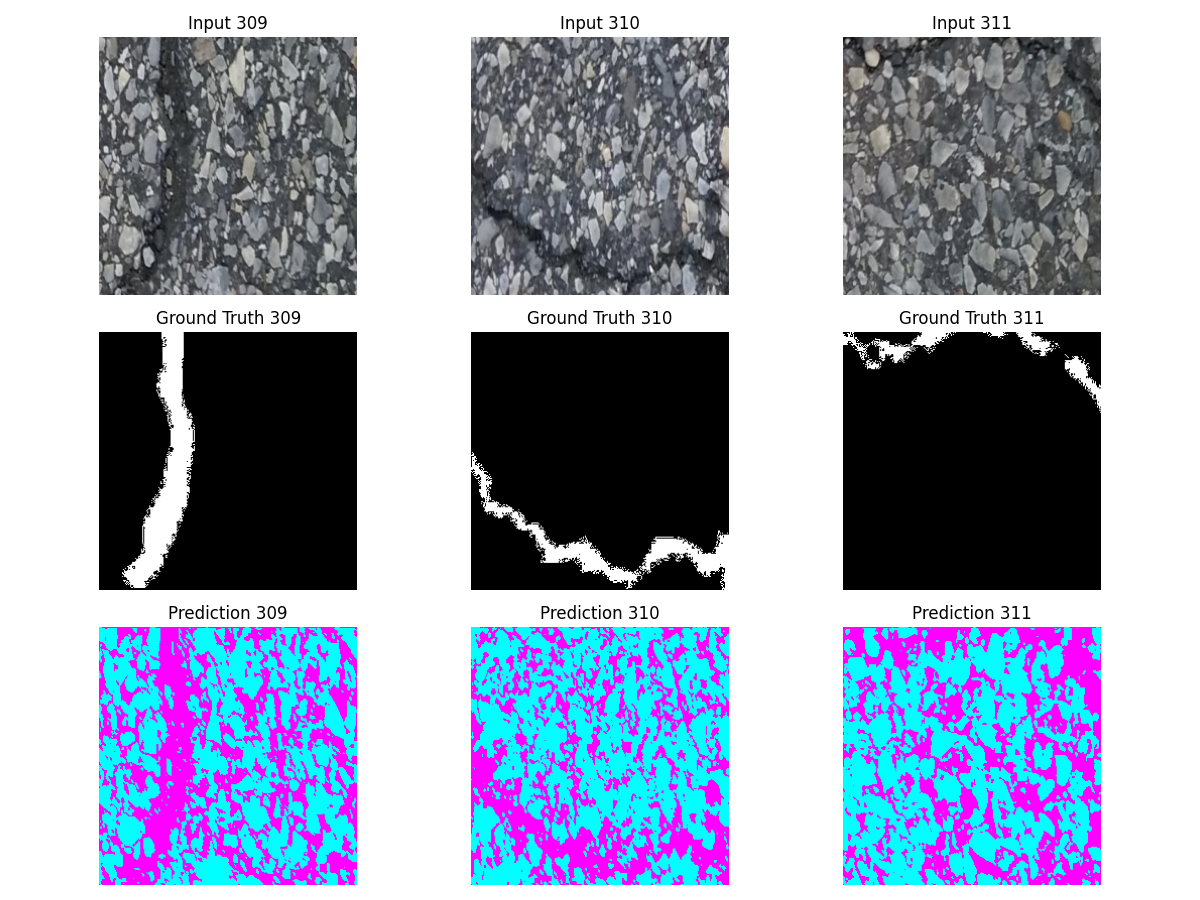 Input 309
Input 310
Input 311
Ground Truth 309
Ground Truth 310
Ground Truth 311
Prediction 309
Prediction 310
Prediction 311